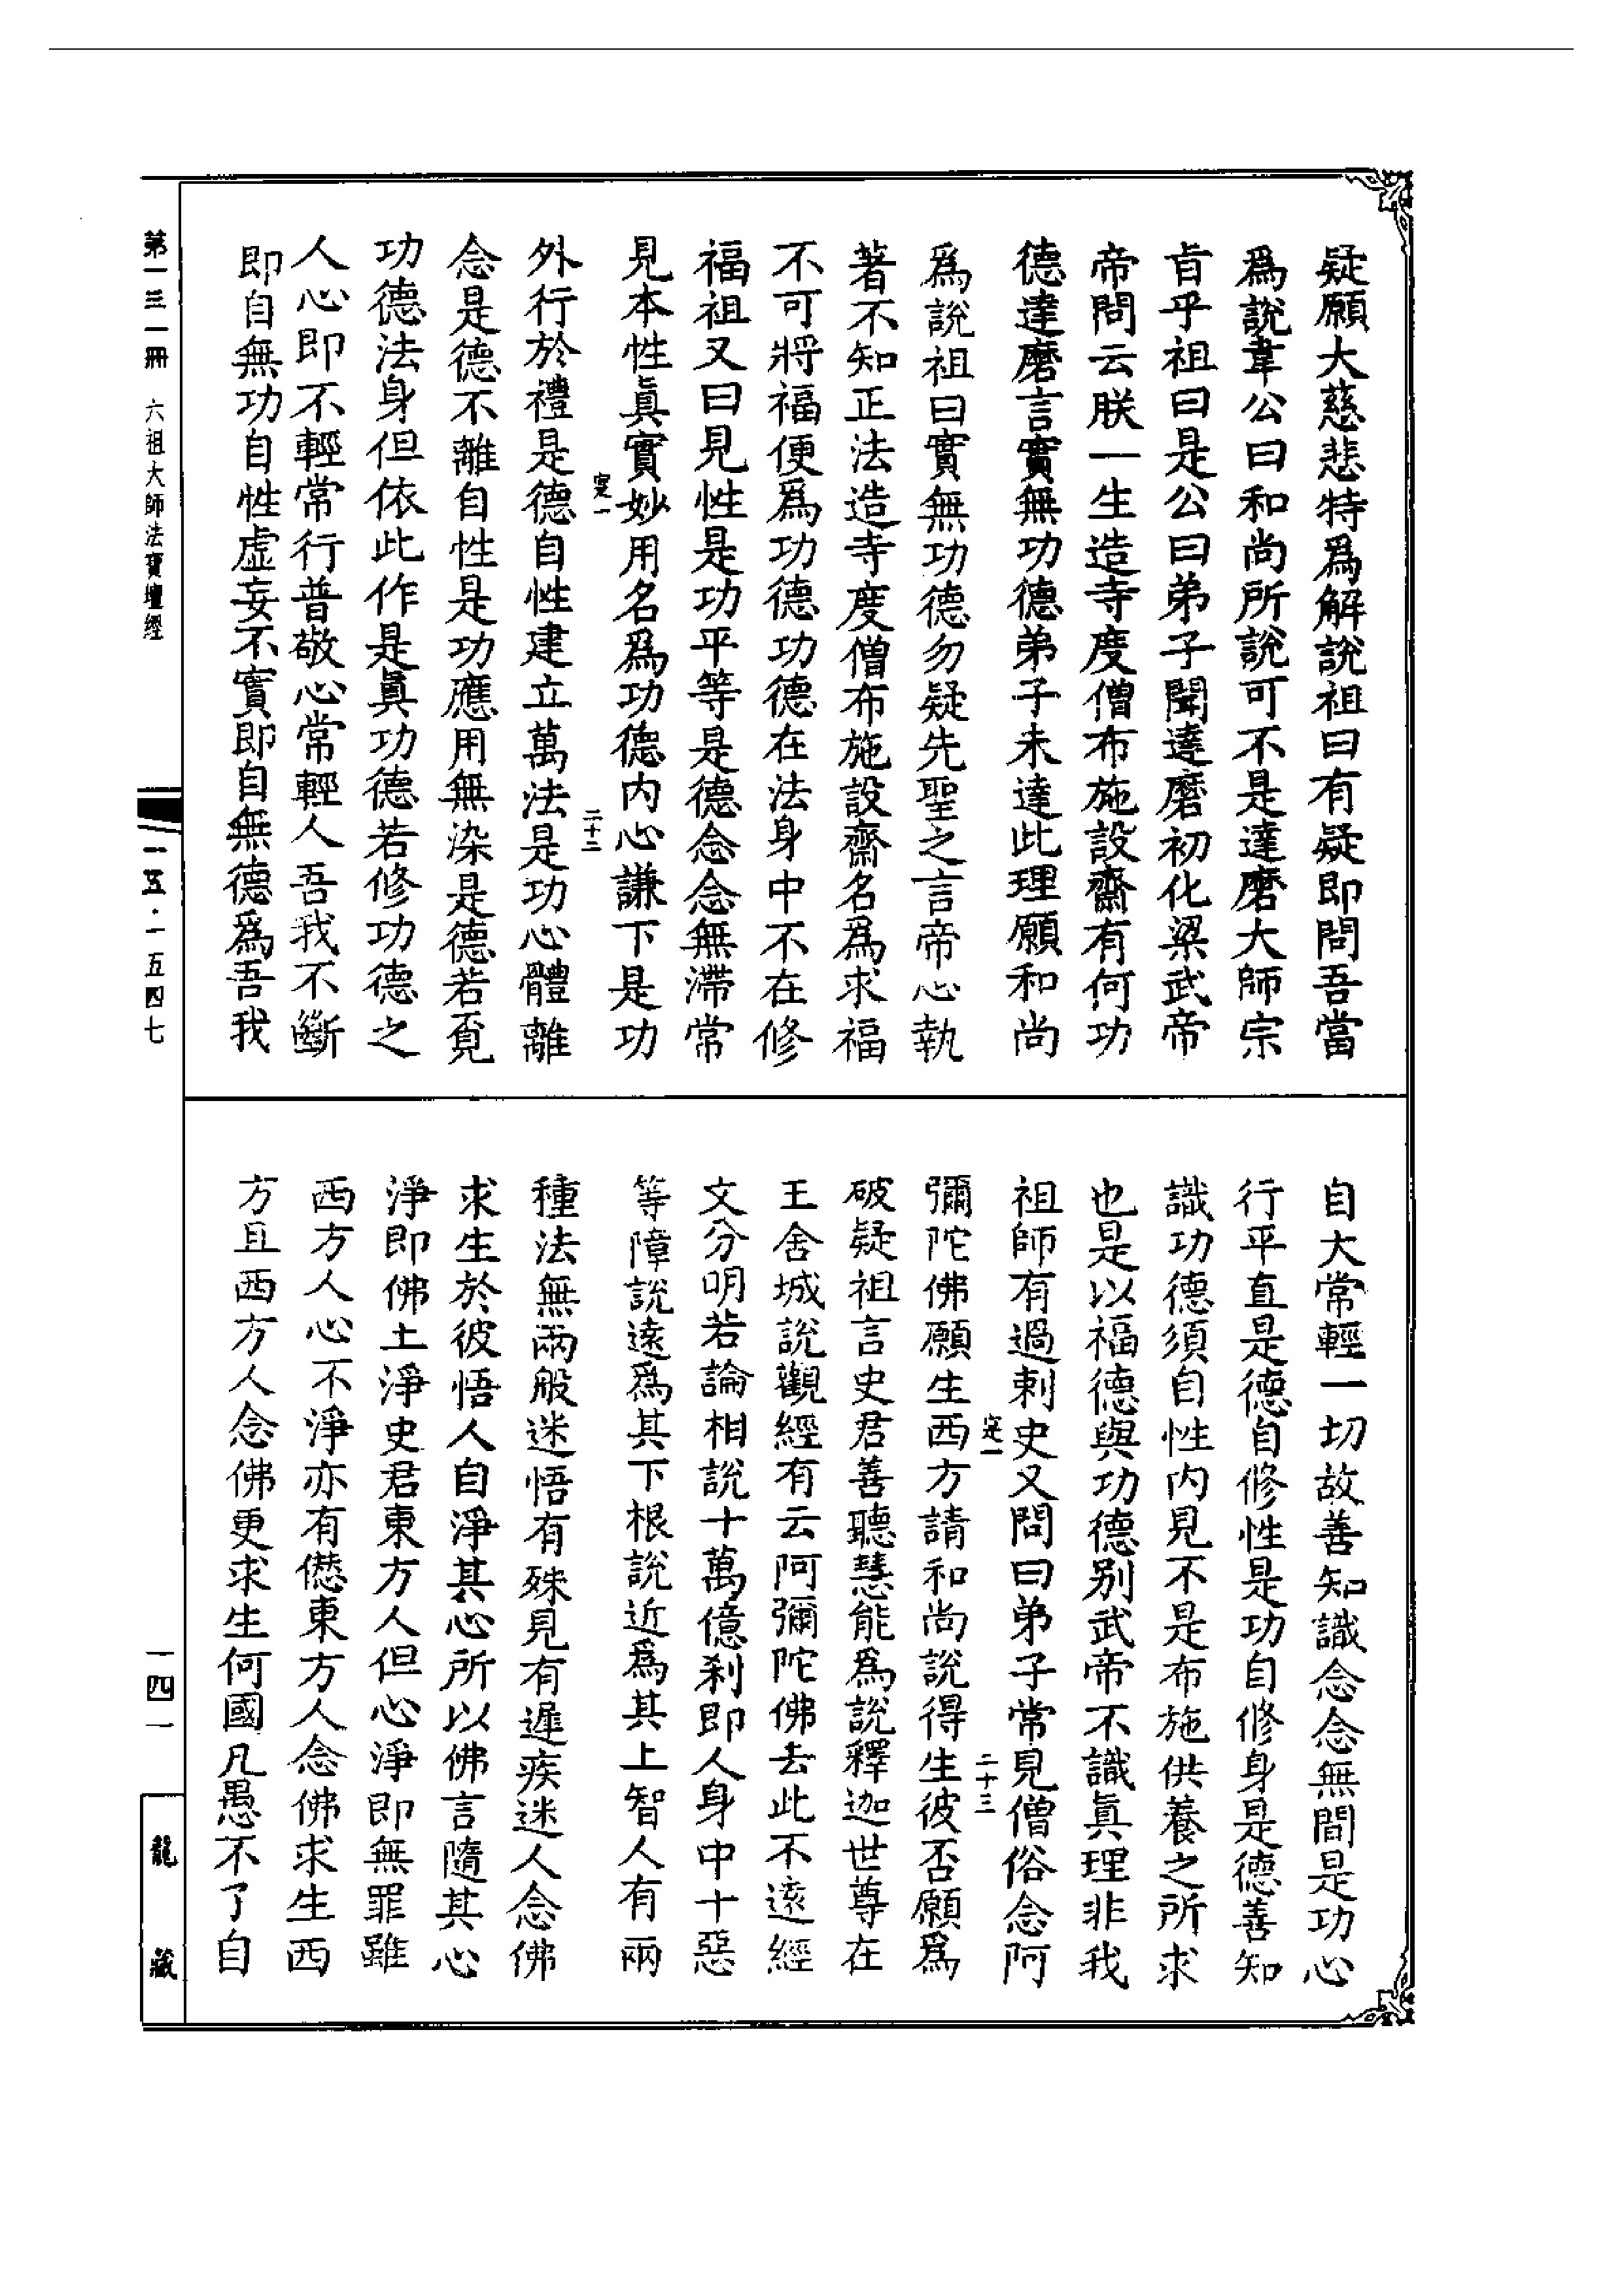 疑願大慈悲特爲解說祖曰有疑即問吾當
爲說韋公曰和尚所說可不是達磨大師宗
旨乎祖曰是公曰弟子聞達磨初化梁武帝
帝問云朕一生造寺度僧布施設齋有何功
德達磨言實無功德弟子未達此理願和尚
爲說祖曰實無功德勿疑先聖之言帝心執
著不知正法造寺度僧布施設齋名爲求福
不可將福便爲功德功德在法身中不在修
福祖又曰見性是功平等是德念念無滯常
見本性眞實妙用名爲功德內心謙下是功
二十三
外行於禮是德自性建立萬法是功心體離
念是德不離自性是功應用無染是德若覓
功德法身但依此作是眞功德若修功德之
人心即不輕常行普敬心常輕人吾我不斷
即自無功自性虛妄不實即自無德爲吾我
自大常輕一切故善知識念念無間是功心
行平直是德自修性是功自修身是德善知
識功德須自性內見不是布施供養之所求
也是以福德與功德別武帝不識眞理非我
祖師有過刺史又問曰弟子常見僧俗念阿
二十三
彌陀佛願生西方請和尚說得生彼否願爲
破疑祖言史君善聽慧能爲說釋迦世尊在
王舍城說觀經有云阿彌陀佛去此不遠經
文分明若論相說十萬億刹即人身中十惡
等障說遠爲其下根說近爲其上智人有兩
種法無兩般迷悟有殊見有遲疾迷人念佛
求生於彼悟人自淨其心所以佛言隨其心
淨即佛土淨史君東方人但心淨即無罪雖
西方人心不淨亦有僁東方人念佛求生西
方且西方人念佛更求生何國凡愚不了自
第一三一冊 六祖大師法寶壇經
一五·一五四七
一四一
龍藏